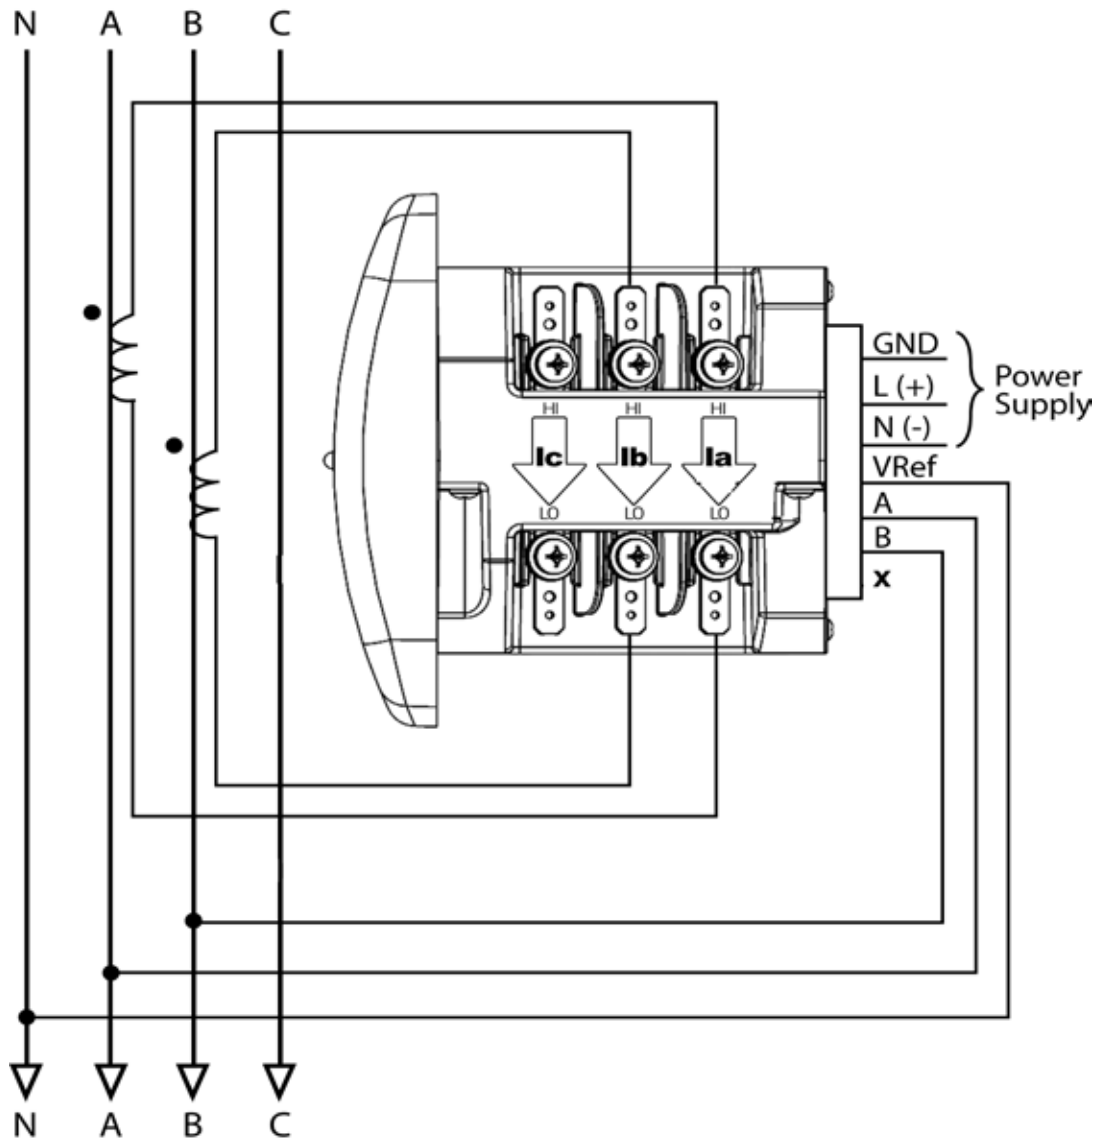 N A B C
GND
L (+)
N (-)
Power
Supply
VRef
A
B
x
HI HI HI
Ic Ib Ia
LO LO LO
N A B C